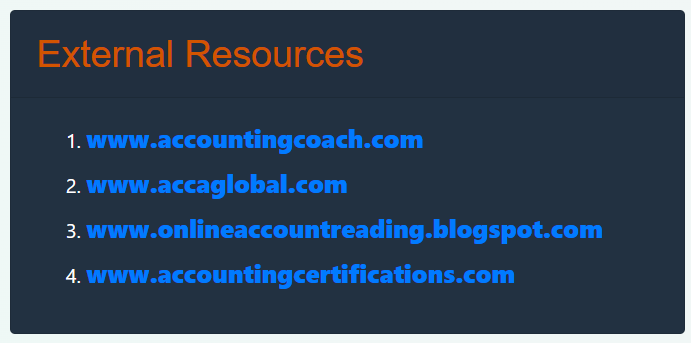 External Resources
1. www.accountingcoach.com
2. www.accaglobal.com
3. www.onlineaccountreading.blogspot.com
4. www.accountingcertifications.com